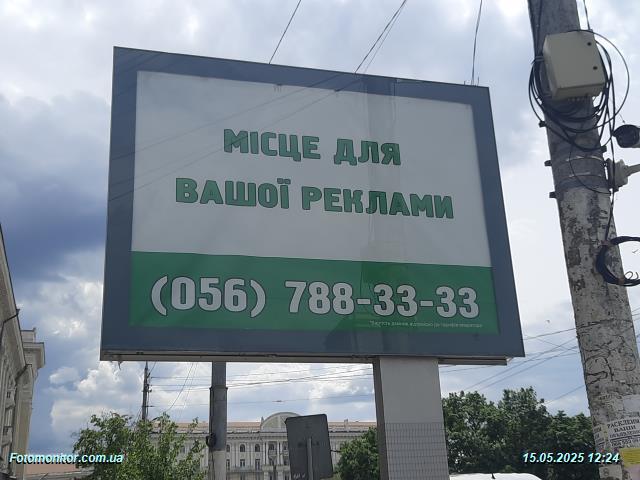 МІСЦЕ ДЛЯ
ВАШОЇ РЕКЛАМИ
(056) 788-33-33
Fotomonitor.com.ua
15.05.2025 12:24